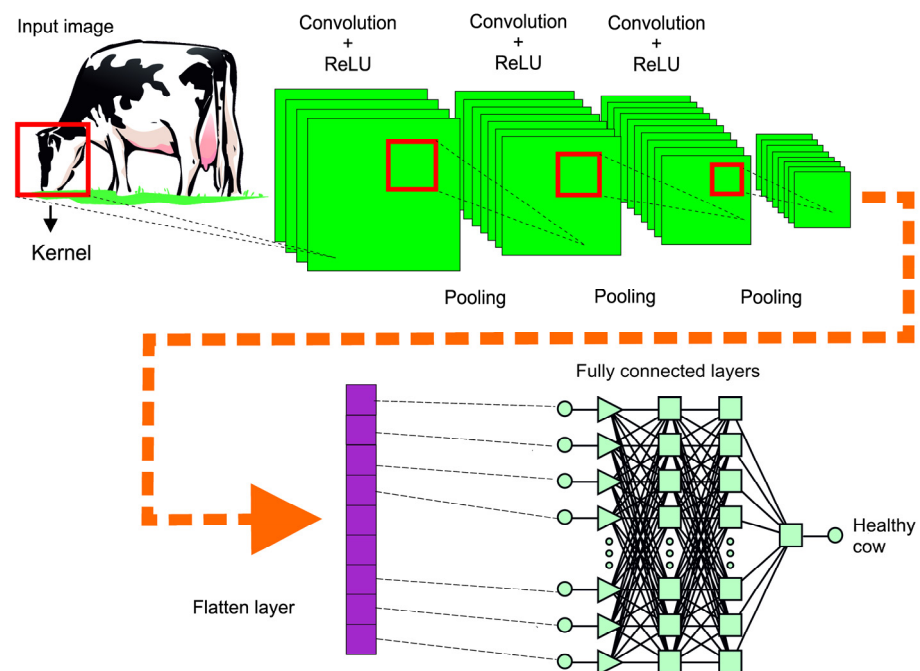 Input image
Convolution
+
ReLU
Convolution
+
ReLU
Convolution
+
ReLU
Kernel
Pooling
Pooling
Pooling
Fully connected layers
Healthy
cow
Flatten layer